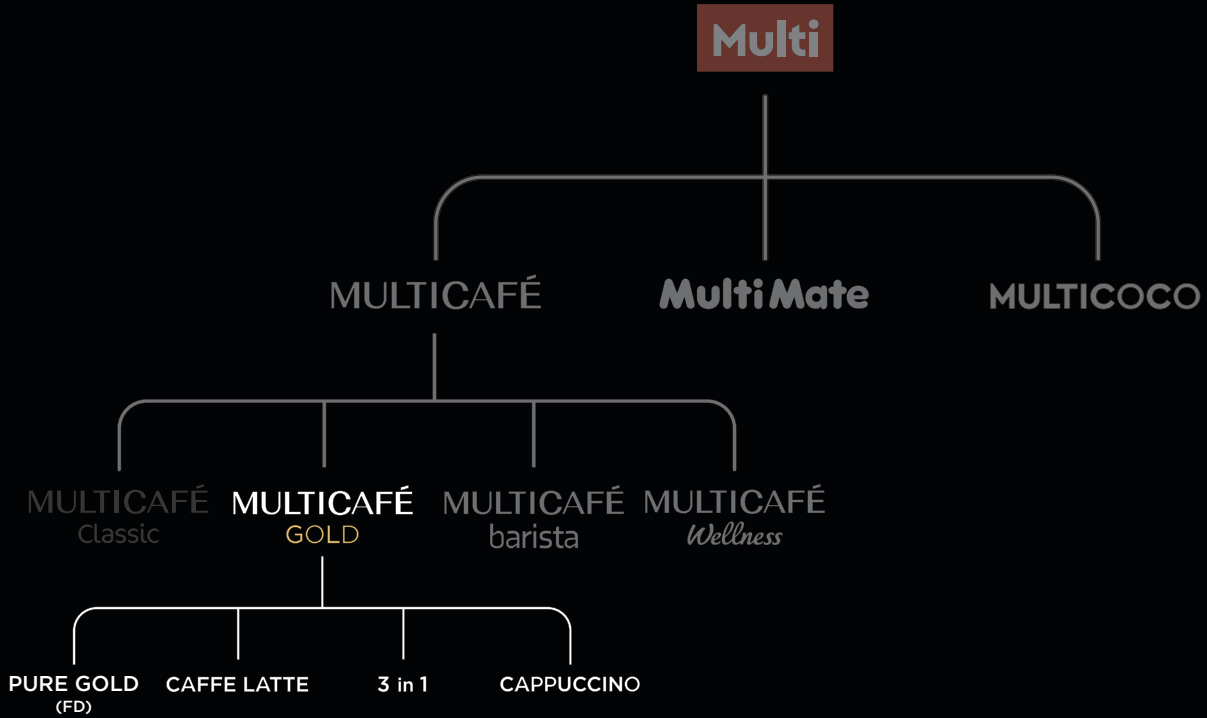 Multi
MULTICAFÉ
MultiMate
MULTICOCO
MULTICAFÉ
Classic
MULTICAFÉ
GOLD
MULTICAFÉ
barista
MULTICAFÉ
Wellness
PURE GOLD
(FD)
CAFFE LATTE
3 in 1
CAPPUCCINO